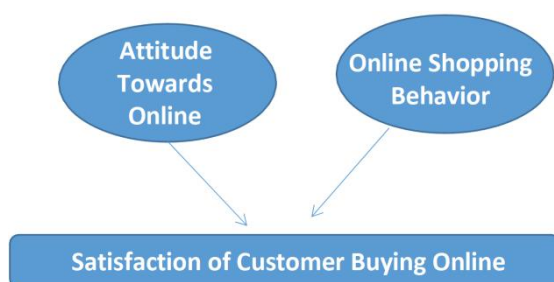 Attitude
Towards
Online
Online Shopping
Behavior
Satisfaction of Customer Buying Online